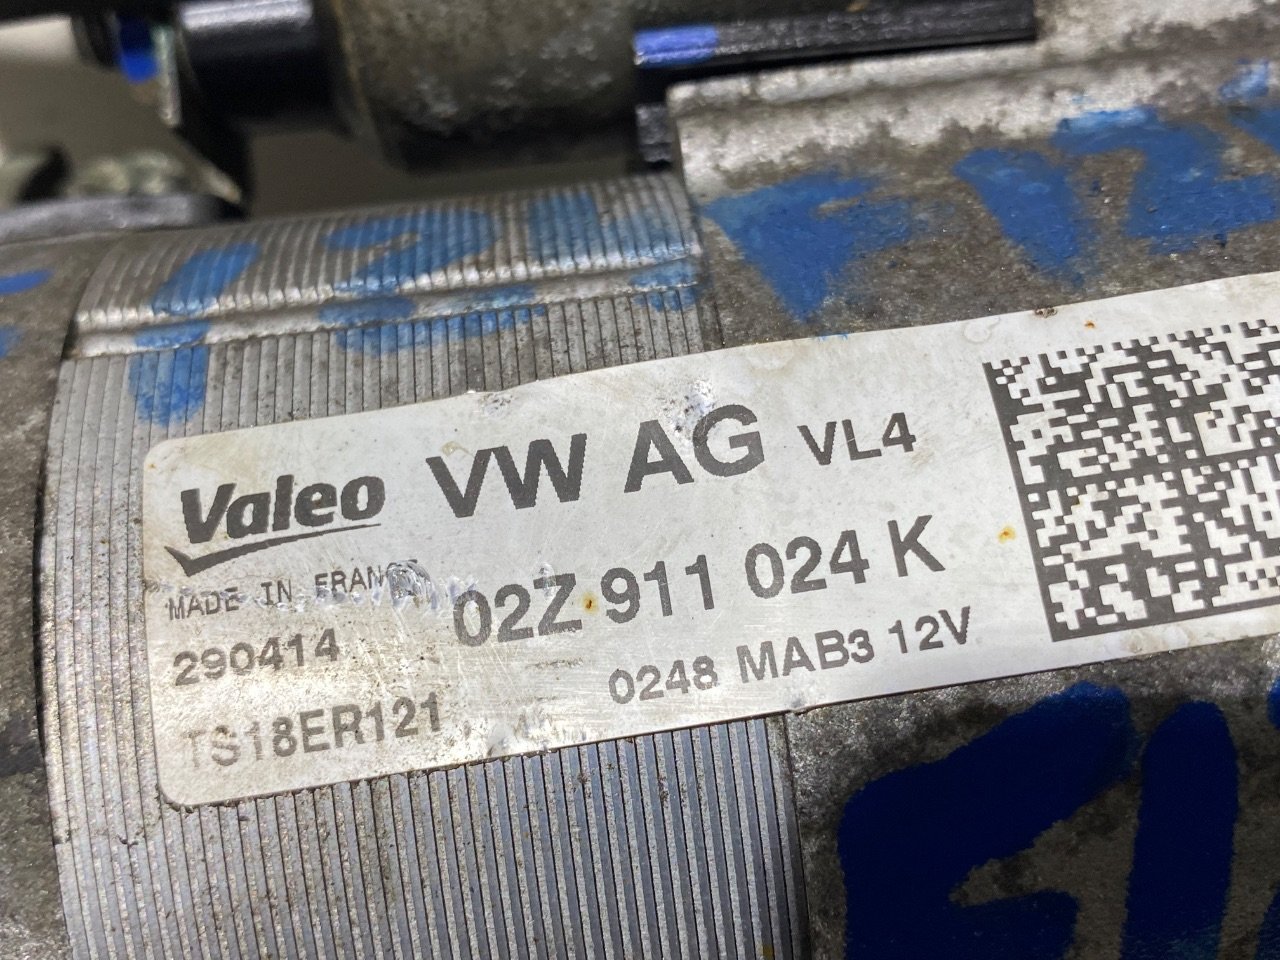 Valeo VW AG VL4
MADE IN FRANCE
02Z 911 024 K
290414
0248 MAB3 12V
TS18ER121